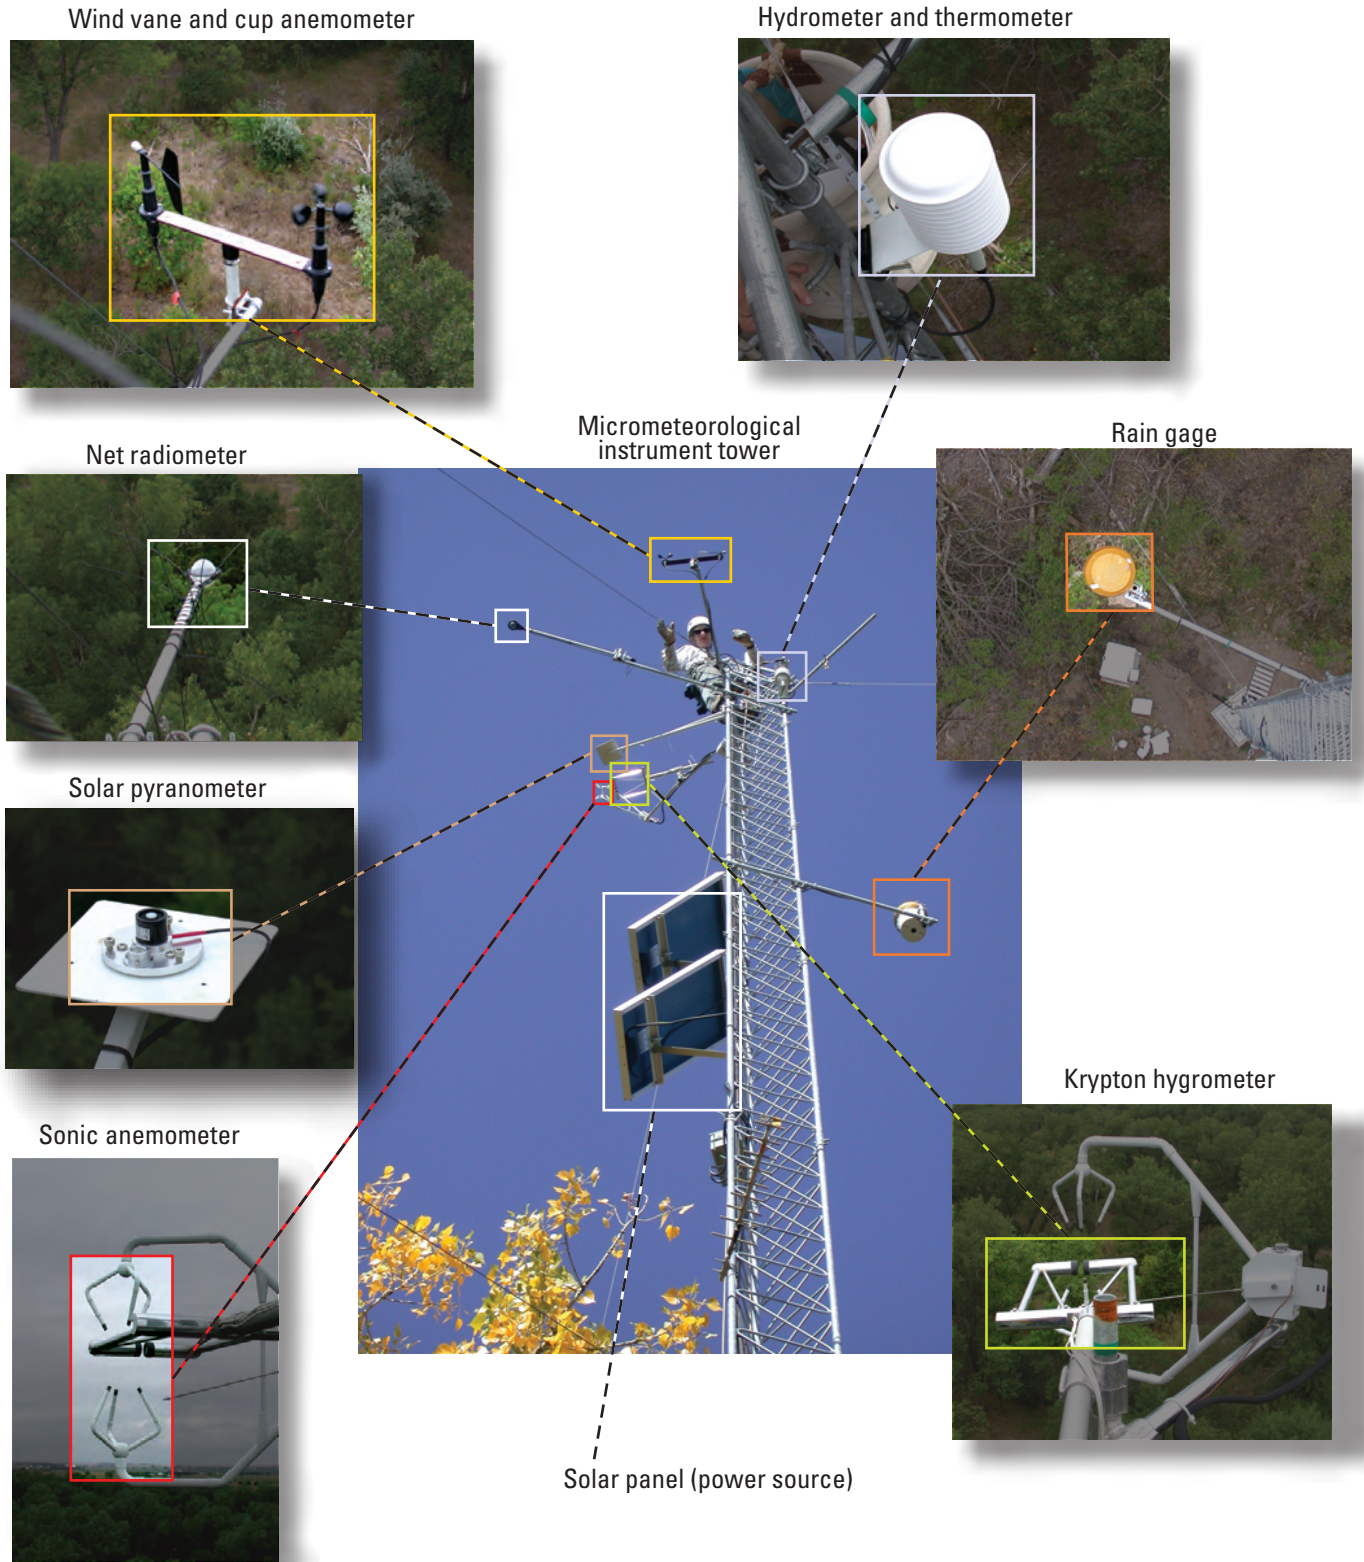 Wind vane and cup anemometer
Hydrometer and thermometer
Micrometeorological
instrument tower
Rain gage
Net radiometer
Solar pyranometer
Krypton hygrometer
Sonic anemometer
Solar panel (power source)